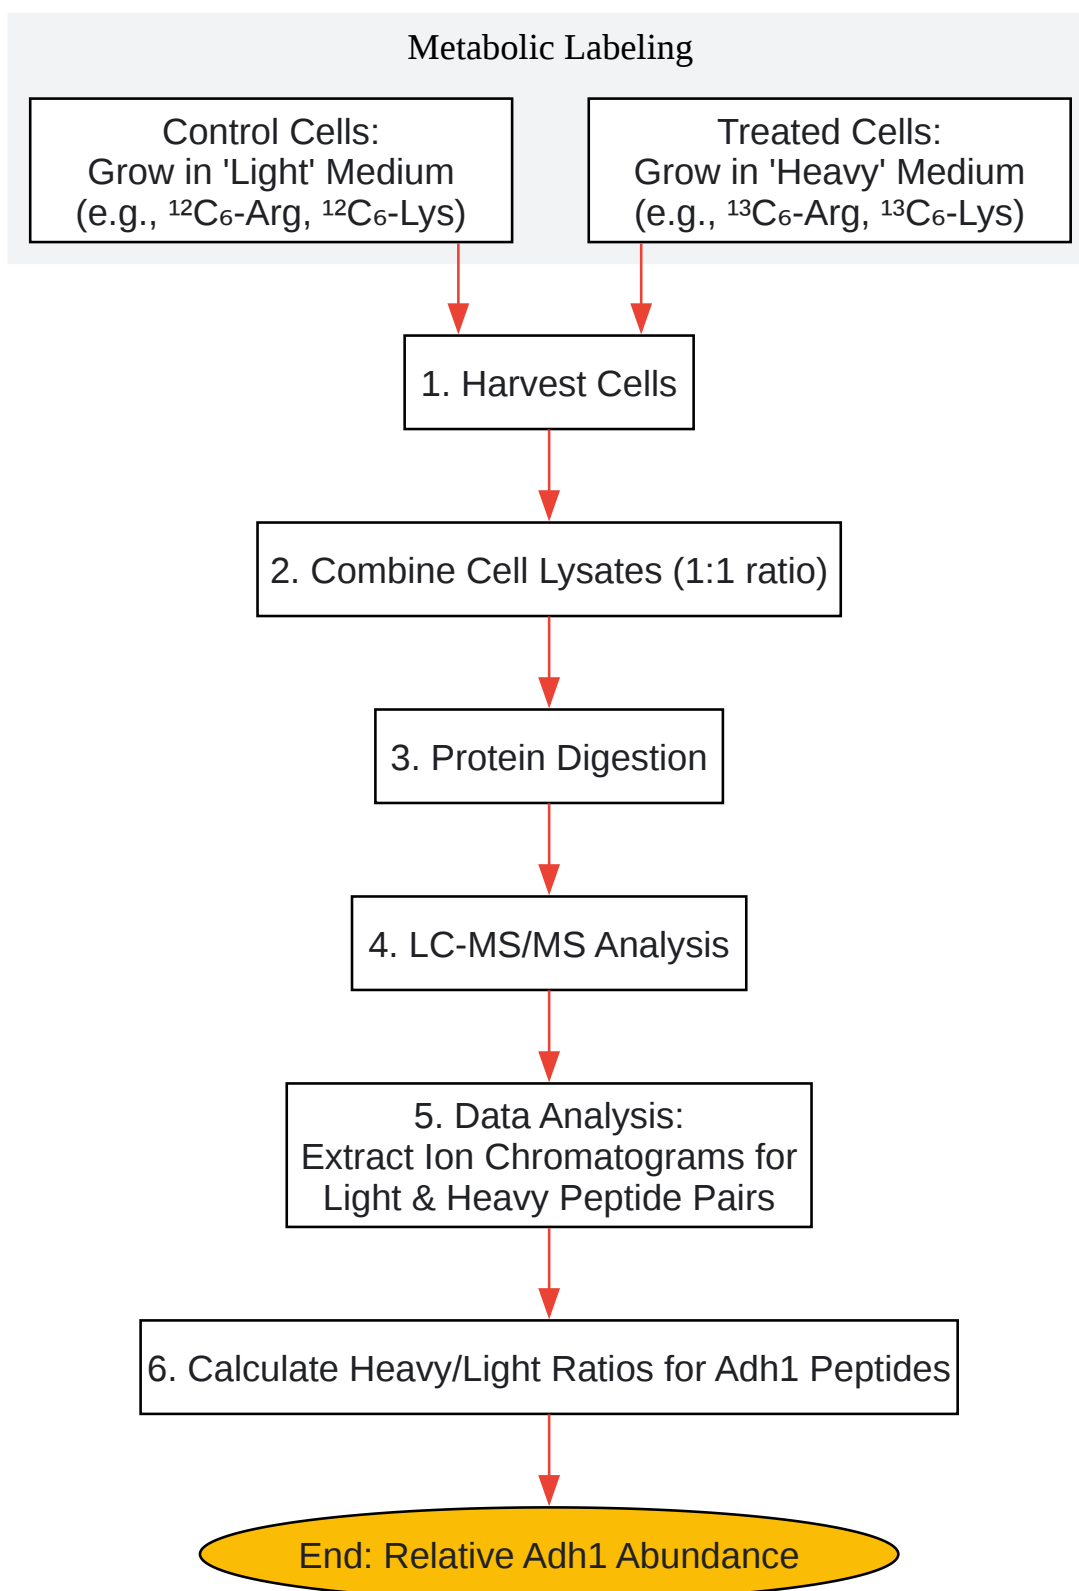 Metabolic Labeling
Control Cells:
Grow in 'Light' Medium
(e.g., ¹²C₆-Arg, ¹²C₆-Lys)
Treated Cells:
Grow in 'Heavy' Medium
(e.g., ¹³C₆-Arg, ¹³C₆-Lys)
1. Harvest Cells
2. Combine Cell Lysates (1:1 ratio)
3. Protein Digestion
4. LC-MS/MS Analysis
5. Data Analysis:
Extract Ion Chromatograms for
Light & Heavy Peptide Pairs
6. Calculate Heavy/Light Ratios for Adh1 Peptides
End: Relative Adh1 Abundance